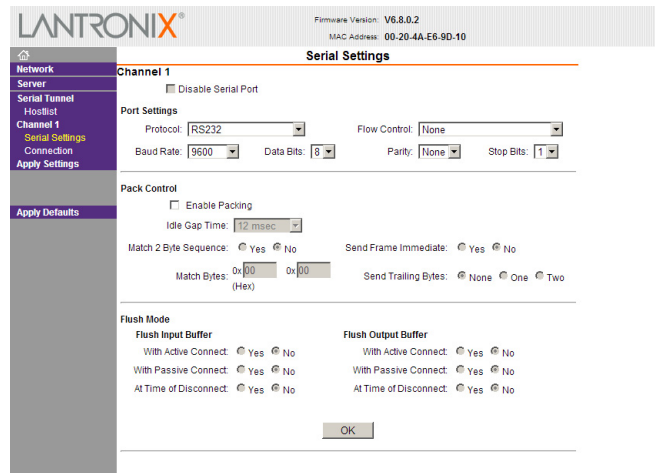 LANTRONIX®
Firmware Version: V6.8.0.2
MAC Address: 00-20-4A-E6-9D-10
Network
Server
Serial Tunnel
Hostlist
Channel 1
Serial Settings
Connection
Apply Settings
Apply Defaults
Serial Settings
Channel 1
Disable Serial Port
Port Settings
Protocol: RS232 Flow Control: None
Baud Rate: 9600 Data Bits: 8 Parity: None Stop Bits: 1
Pack Control
Enable Packing
Idle Gap Time: 12 msec
Match 2 Byte Sequence: Yes No Send Frame Immediate: Yes No
Match Bytes: 0x 00 0x 00 Send Trailing Bytes: None One Two
(Hex)
Flush Mode
Flush Input Buffer Flush Output Buffer
With Active Connect: Yes No With Active Connect: Yes No
With Passive Connect: Yes No With Passive Connect: Yes No
At Time of Disconnect: Yes No At Time of Disconnect: Yes No
OK